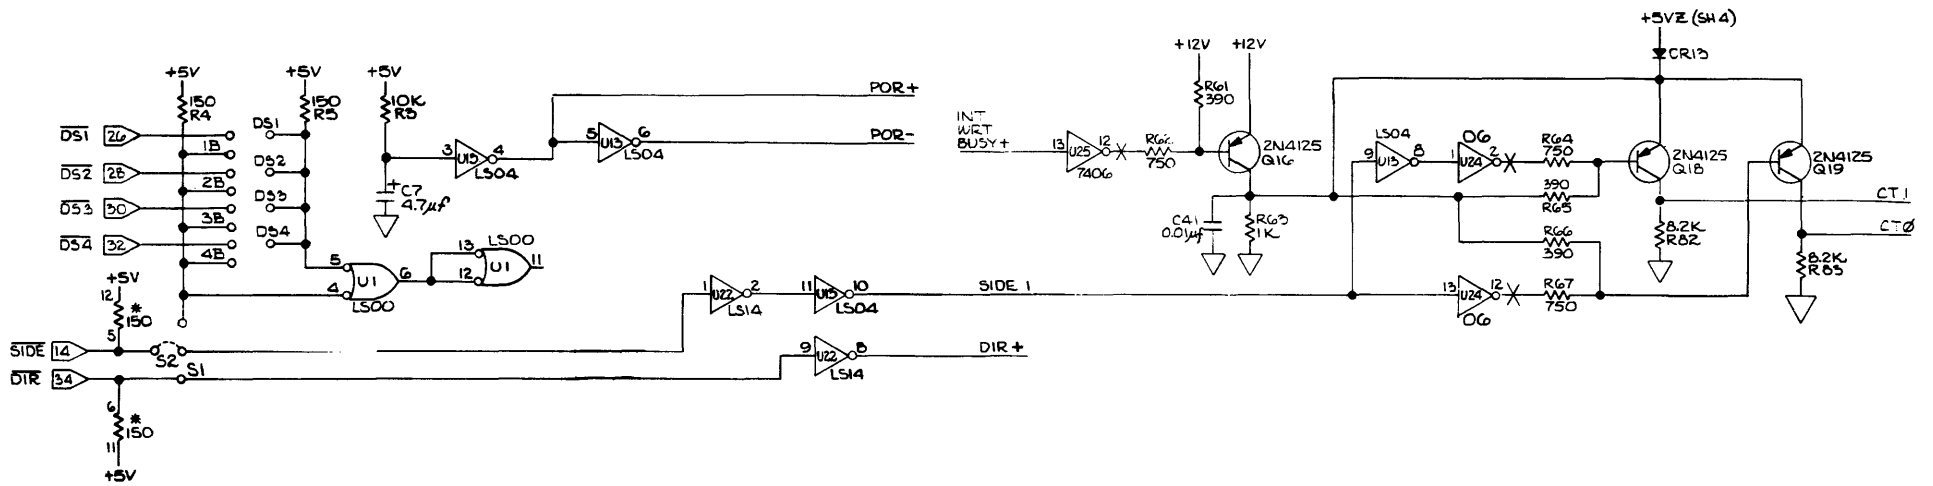 +5V
150
R4
+5V
150
R5
+5V
10K
R3
DS1
26
DS2
28
DS3
30
DS4
32
1B
2B
3B
4B
DS1
DS2
DS3
DS4
+
C7
4.7µf
3
4
LS04
5
U13
6
LS04
POR+
POR-
5
4
U1
6
LS00
13
12
LS00
U1
11
+5V
12
*
150
5
SIDE
14
S2
DIR
34
S1
6
*
150
11
+5V
1
U22
2
LS14
11
10
LS04
SIDE 1
9
U22
8
LS14
DIR+
INT
WRT
BUSY+
13
U25
12
7406
750
+12V
+12V
R61
390
2N4125
Q16
C41
0.01µf
R63
1K
LS04
9
U13
8
06
1
U24
2
R64
750
390
R65
R66
390
13
U24
12
06
R67
750
+5VZ (SH4)
CR13
2N4125
Q18
2N4125
Q19
8.2K
R82
8.2K
R83
CT1
CTØ